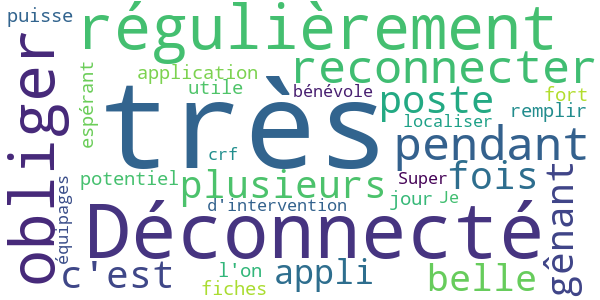 puisse
régulièrement
obliger
reconnecter
espérant
application
utile
bénévole
très
poste
fort
remplir
localiser
pendant
crf
potentiel
plusieurs
Super
fois
gênant
équipages
d'intervention
jour
Je
Déconnecté
c'est
l'on
appli
belle
fiches